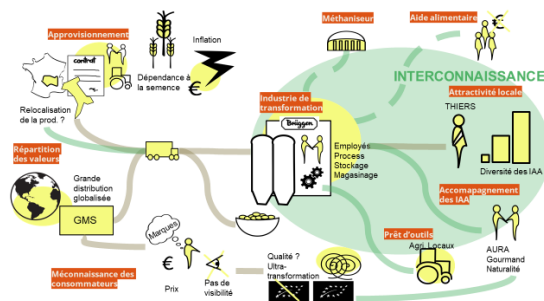 Approvisionnement
contrat
Inflation
€
Dépendance à
la semence
Relocalisation
de la prod. ?
Méthaniseur
Aide alimentaire
€
INTERCONNAISSANCE
Attractivité locale
THIERS
Diversité des IAA
Industrie de
transformation
Brüggen
Employés
Process
Stockage
Magasinage
Répartition
des valeurs
Grande
distribution
globalisée
GMS
Accomapagnement
des IAA
AURA
Gourmand
Naturalité
Prêt d'outils
Agri. Locaux
Marques
€
Prix
Pas de
visibilité
Qualité ?
Ultra-
transformation
Méconnaissance des
consommateurs